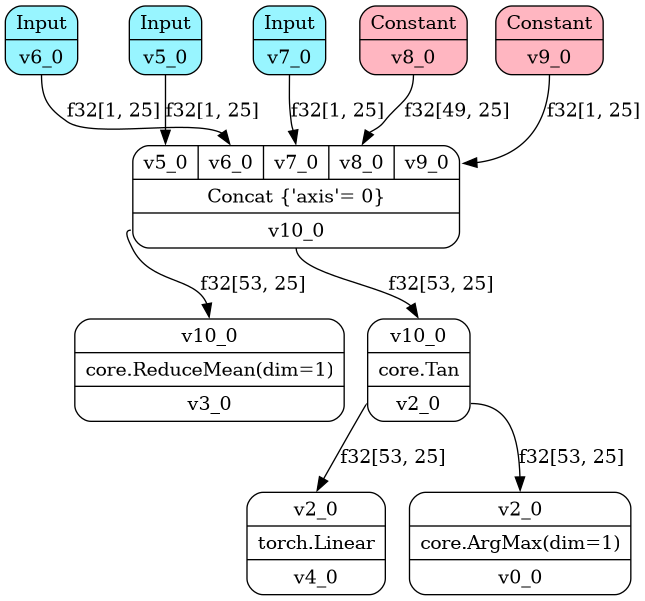 Input
Input
Input
Constant
Constant
v6_0
v5_0
v7_0
v8_0
v9_0
f32[1, 25]
f32[1, 25]
f32[1, 25]
f32[49, 25]
f32[1, 25]
v5_0
v6_0
v7_0
v8_0
v9_0
Concat {'axis'= 0}
v10_0
f32[53, 25]
f32[53, 25]
v10_0
core.ReduceMean(dim=1)
v3_0
v10_0
core.Tan
v2_0
f32[53, 25]
f32[53, 25]
v2_0
torch.Linear
v4_0
v2_0
core.ArgMax(dim=1)
v0_0